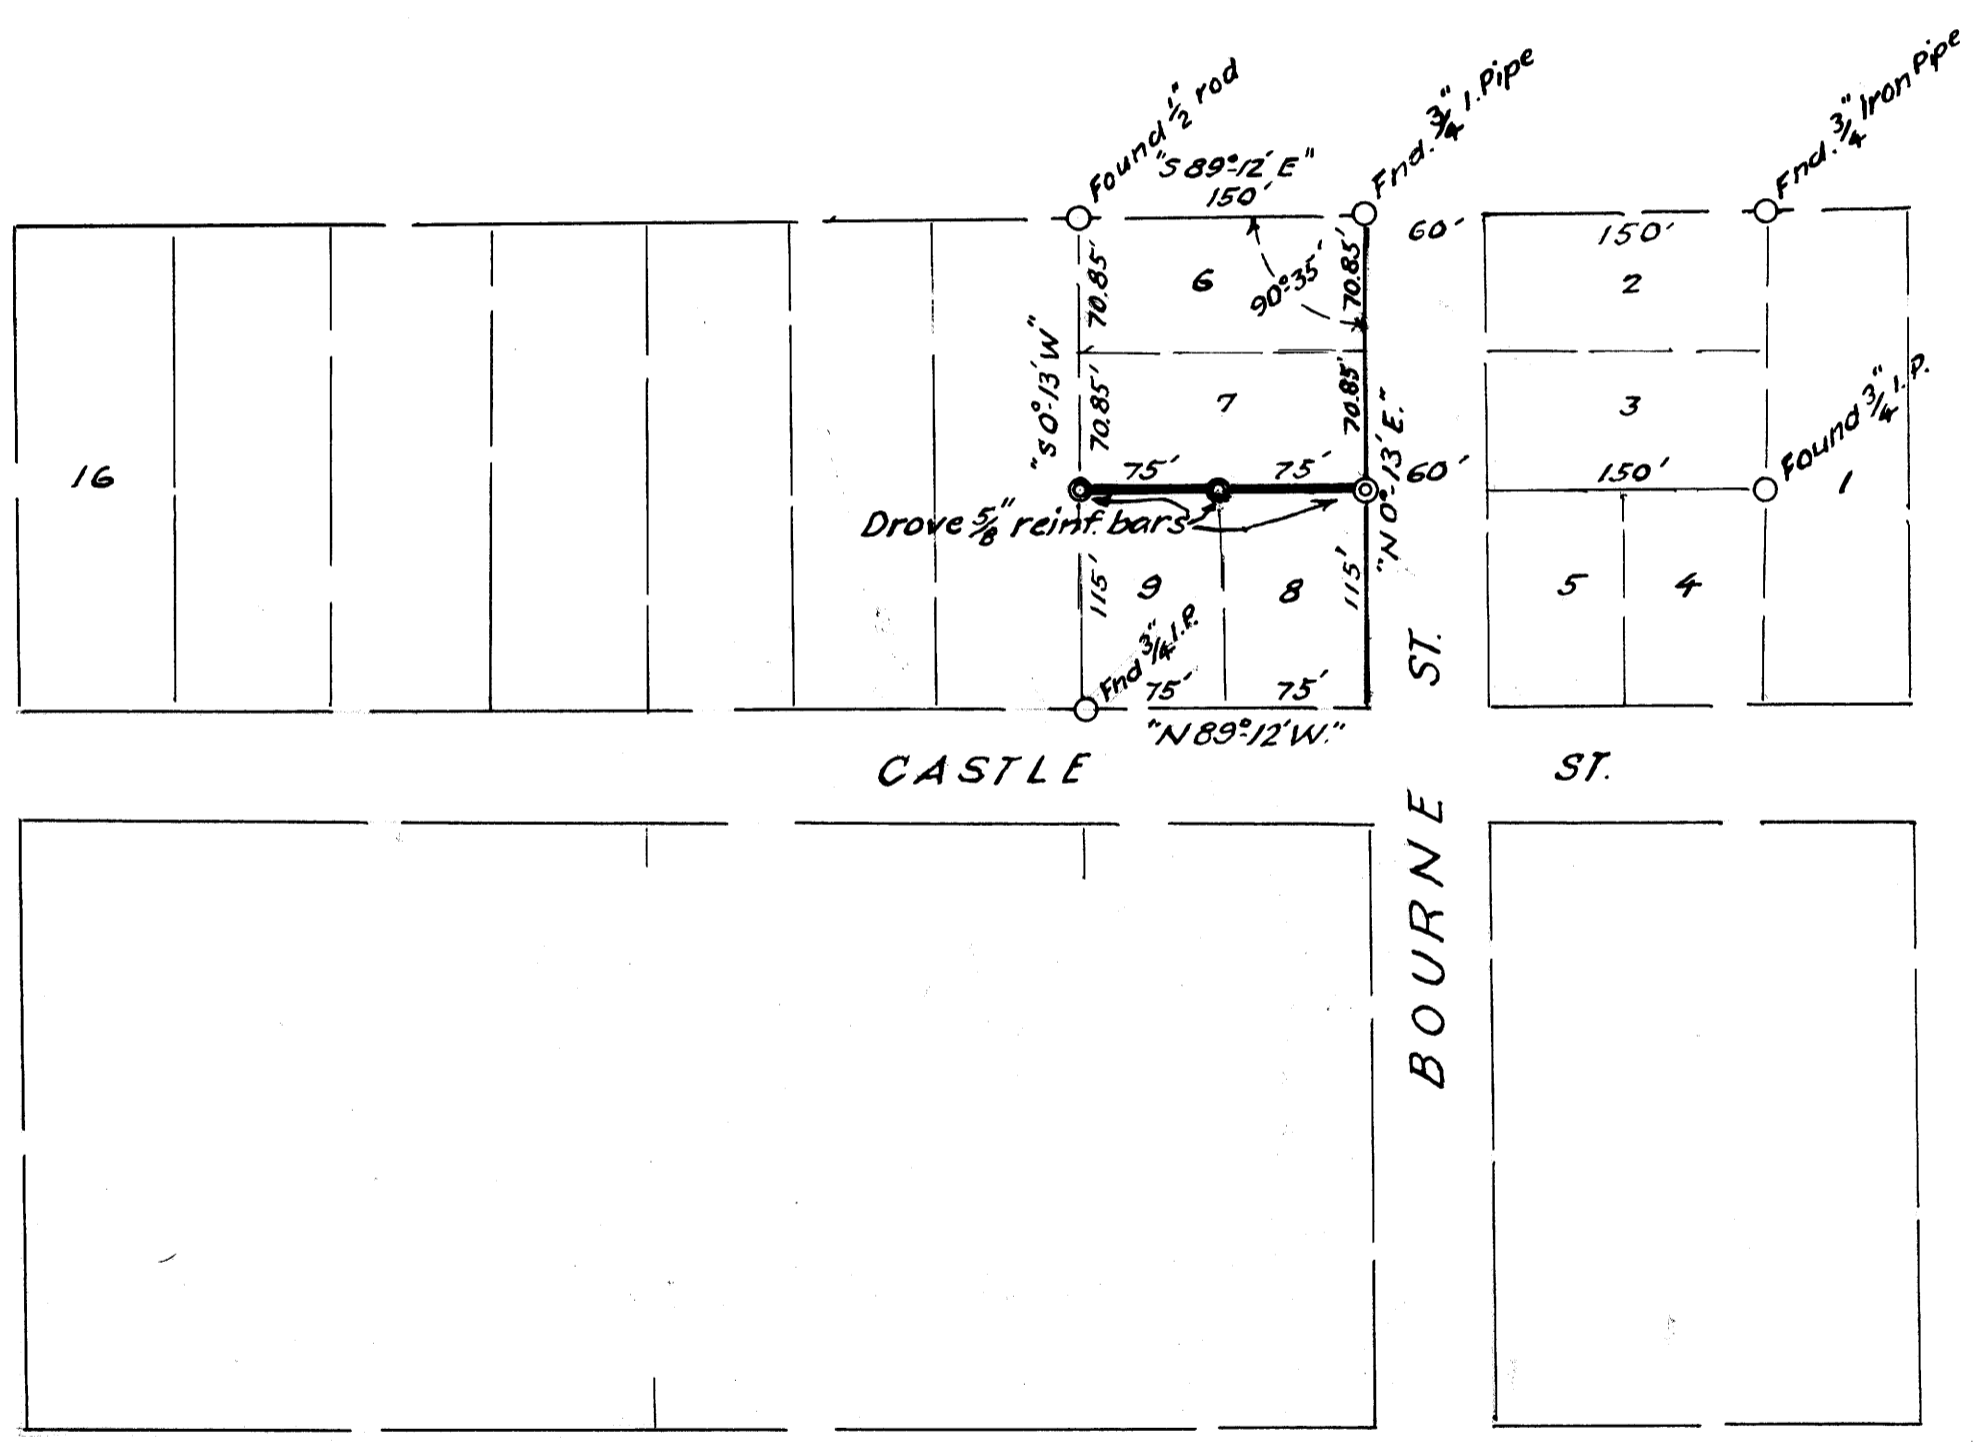 Found 1/2" rod
Fnd. 3/4" I. Pipe
Fnd. 3/4" Iron Pipe
"S 89°-12' E"
150'
60'
150'
70.85'
6
90°-35'
70.85'
2
"S 0°-13' W"
70.85'
7
70.85'
"N 0°-13' E."
3
Found 3/4" I.P.
16
75'
75'
60'
150'
1
Drove 5/8" reinf. bars
115'
9
8
115'
5
4
Fnd 3/4" I.P.
75'
75'
"N 89°-12' W."
CASTLE ST.
BOURNE ST.